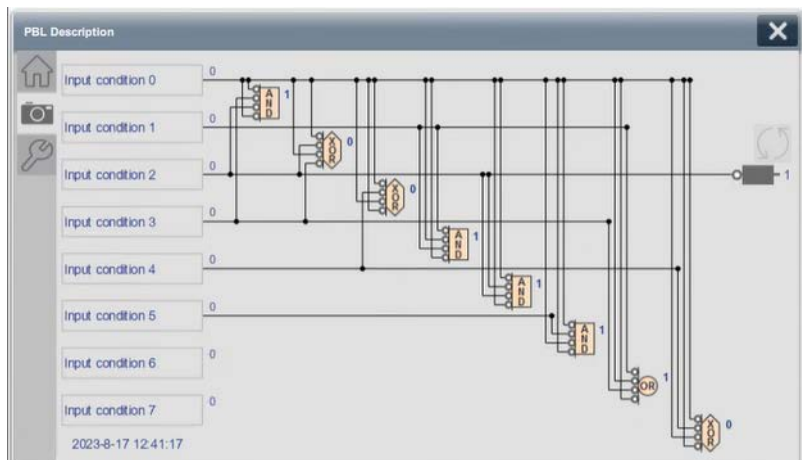 PBL Description
Input condition 0 0
AND 1
Input condition 1 0
XOR 0
Input condition 2 0
1
XOR 0
Input condition 3 0
AND 1
Input condition 4 0
AND 1
Input condition 5 0
AND 1
Input condition 6 0
OR 1
Input condition 7 0
XOR 0
2023-8-17 12:41:17